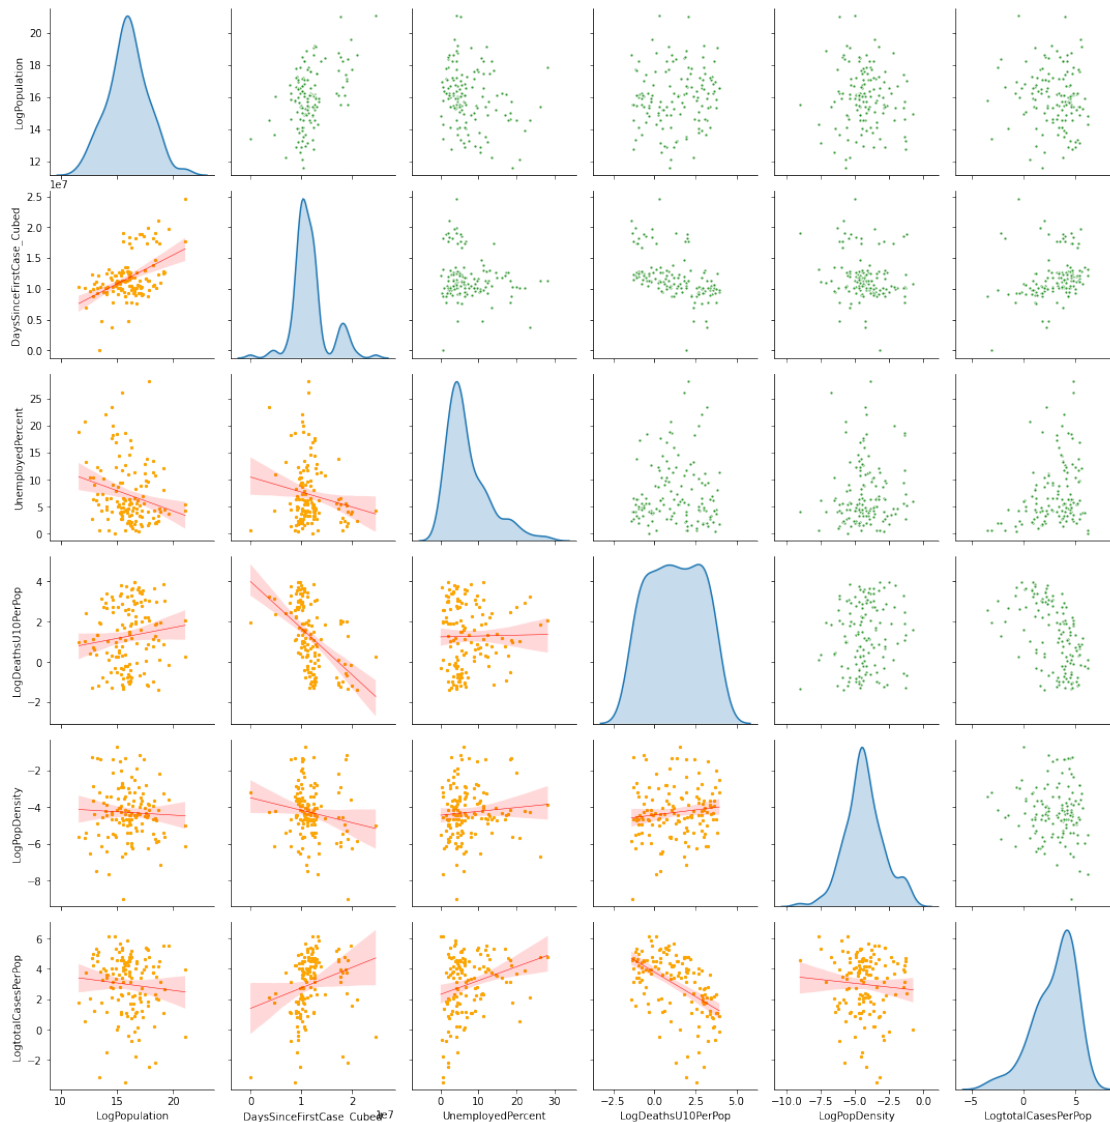 20
18
16
14
12
LogPopulation
1e7
2.5
2.0
1.5
1.0
0.5
0.0
DaysSinceFirstCase_Cubed
25
20
15
10
5
0
UnemployedPercent
4
2
0
−2
LogDeathsU10PerPop
−2
−4
−6
−8
LogPopDensity
6
4
2
0
−2
LogtotalCasesPerPop
10 15 20
LogPopulation
0 1 2
DaysSinceFirstCase_Cubed 1e7
0 10 20 30
UnemployedPercent
−2.5 0.0 2.5 5.0
LogDeathsU10PerPop
−10.0 −7.5 −5.0 −2.5 0.0
LogPopDensity
−5 0 5
LogtotalCasesPerPop